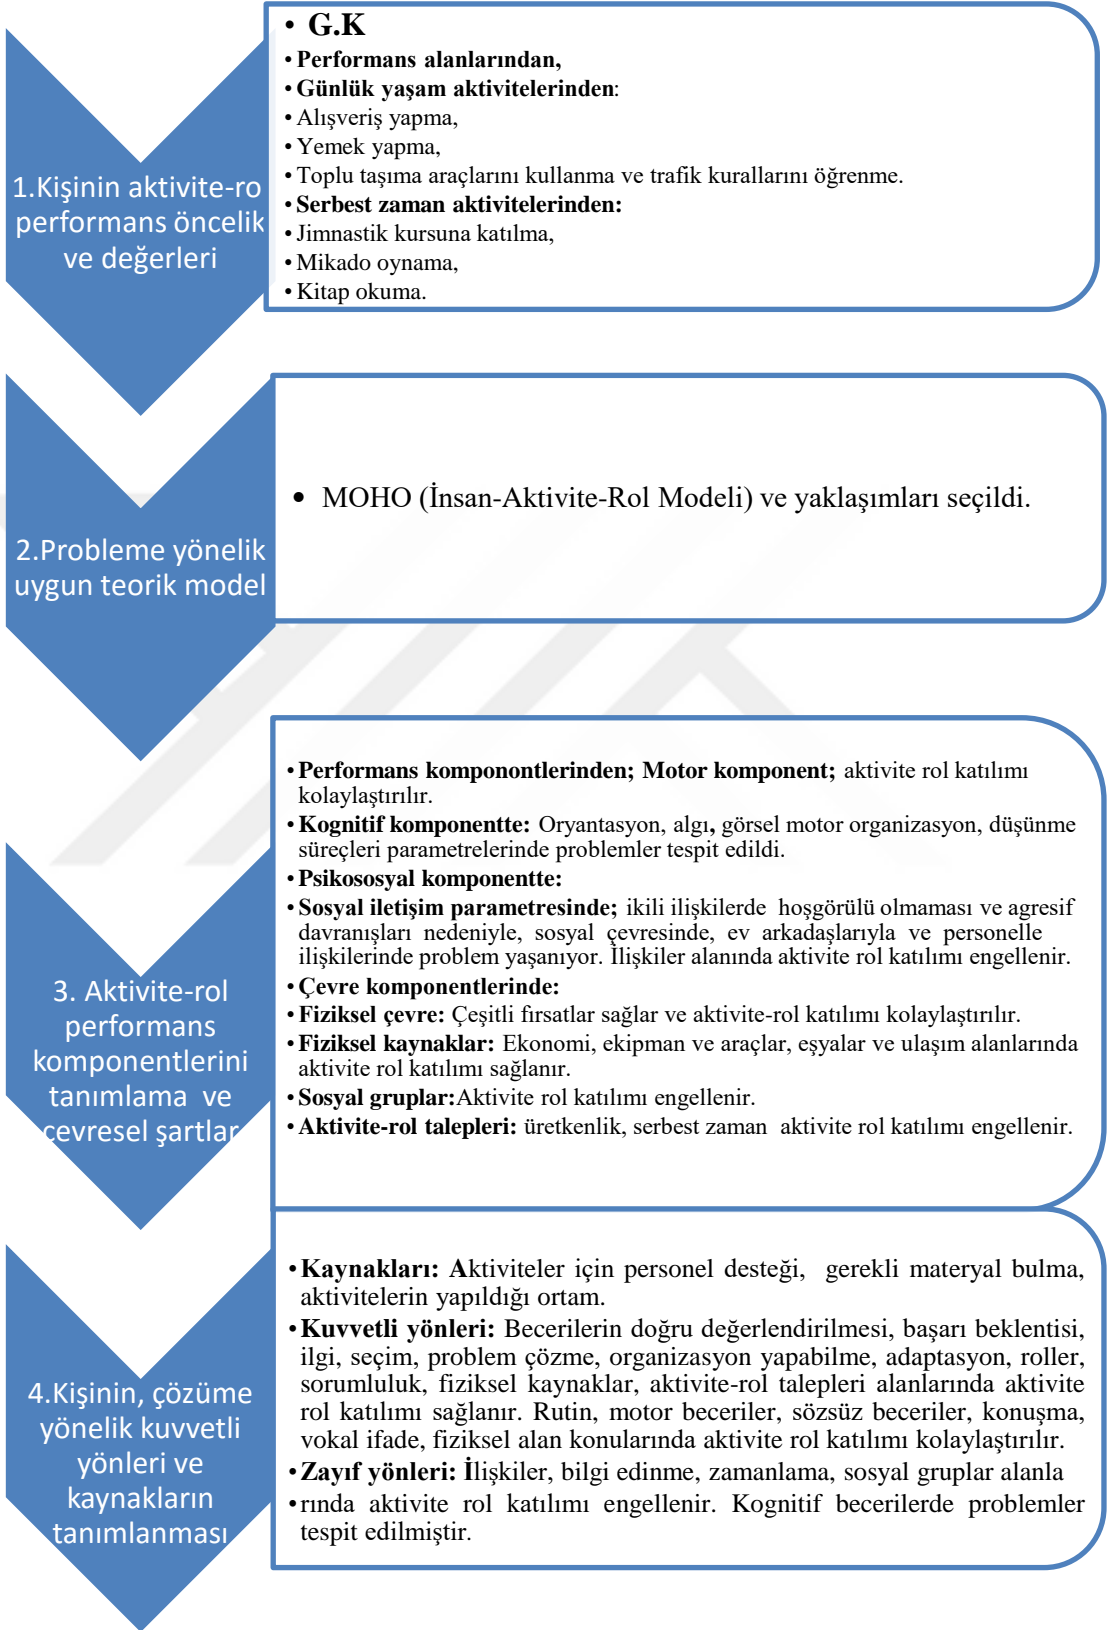 • G.K
• Performans alanlarından,
• Günlük yaşam aktivitelerinden:
• Alışveriş yapma,
• Yemek yapma,
• Toplu taşıma araçlarını kullanma ve trafik kurallarını öğrenme.
• Serbest zaman aktivitelerinden:
• Jimnastik kursuna katılma,
• Mikado oynama,
• Kitap okuma.
1.Kişinin aktivite-ro
performans öncelik
ve değerleri
• MOHO (İnsan-Aktivite-Rol Modeli) ve yaklaşımları seçildi.
2.Probleme yönelik
uygun teorik model
• Performans komponontlerinden; Motor komponent; aktivite rol katılımı
kolaylaştırılır.
• Kognitif komponentte: Oryantasyon, algı, görsel motor organizasyon, düşünme
süreçleri parametrelerinde problemler tespit edildi.
• Psikososyal komponentte:
• Sosyal iletişim parametresinde; ikili ilişkilerde hoşgörülü olmaması ve agresif
davranışları nedeniyle, sosyal çevresinde, ev arkadaşlarıyla ve personelle
ilişkilerinde problem yaşanıyor. İlişkiler alanında aktivite rol katılımı engellenir.
• Çevre komponentlerinde:
• Fiziksel çevre: Çeşitli fırsatlar sağlar ve aktivite-rol katılımı kolaylaştırılır.
• Fiziksel kaynaklar: Ekonomi, ekipman ve araçlar, eşyalar ve ulaşım alanlarında
aktivite rol katılımı sağlanır.
• Sosyal gruplar:Aktivite rol katılımı engellenir.
• Aktivite-rol talepleri: üretkenlik, serbest zaman aktivite rol katılımı engellenir.
3. Aktivite-rol
performans
komponentlerini
tanımlama ve
çevresel şartlar
• Kaynakları: Aktiviteler için personel desteği, gerekli materyal bulma,
aktivitelerin yapıldığı ortam.
• Kuvvetli yönleri: Becerilerin doğru değerlendirilmesi, başarı beklentisi,
ilgi, seçim, problem çözme, organizasyon yapabilme, adaptasyon, roller,
sorumluluk, fiziksel kaynaklar, aktivite-rol talepleri alanlarında aktivite
rol katılımı sağlanır. Rutin, motor beceriler, sözsüz beceriler, konuşma,
vokal ifade, fiziksel alan konularında aktivite rol katılımı kolaylaştırılır.
• Zayıf yönleri: İlişkiler, bilgi edinme, zamanlama, sosyal gruplar alanla
• rında aktivite rol katılımı engellenir. Kognitif becerilerde problemler
tespit edilmiştir.
4.Kişinin, çözüme
yönelik kuvvetli
yönleri ve
kaynakların
tanımlanması